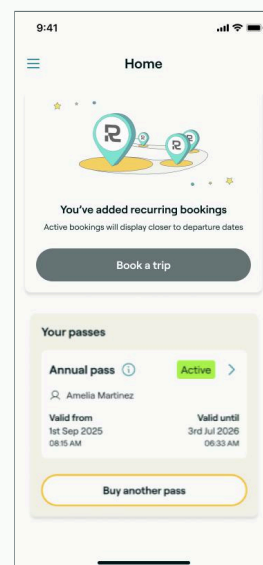 9:41
Home
You've added recurring bookings
Active bookings will display closer to departure dates
Book a trip
Your passes
Annual pass Active
Amelia Martinez
Valid from Valid until
1st Sep 2025 3rd Jul 2026
08:15 AM 06:33 AM
Buy another pass